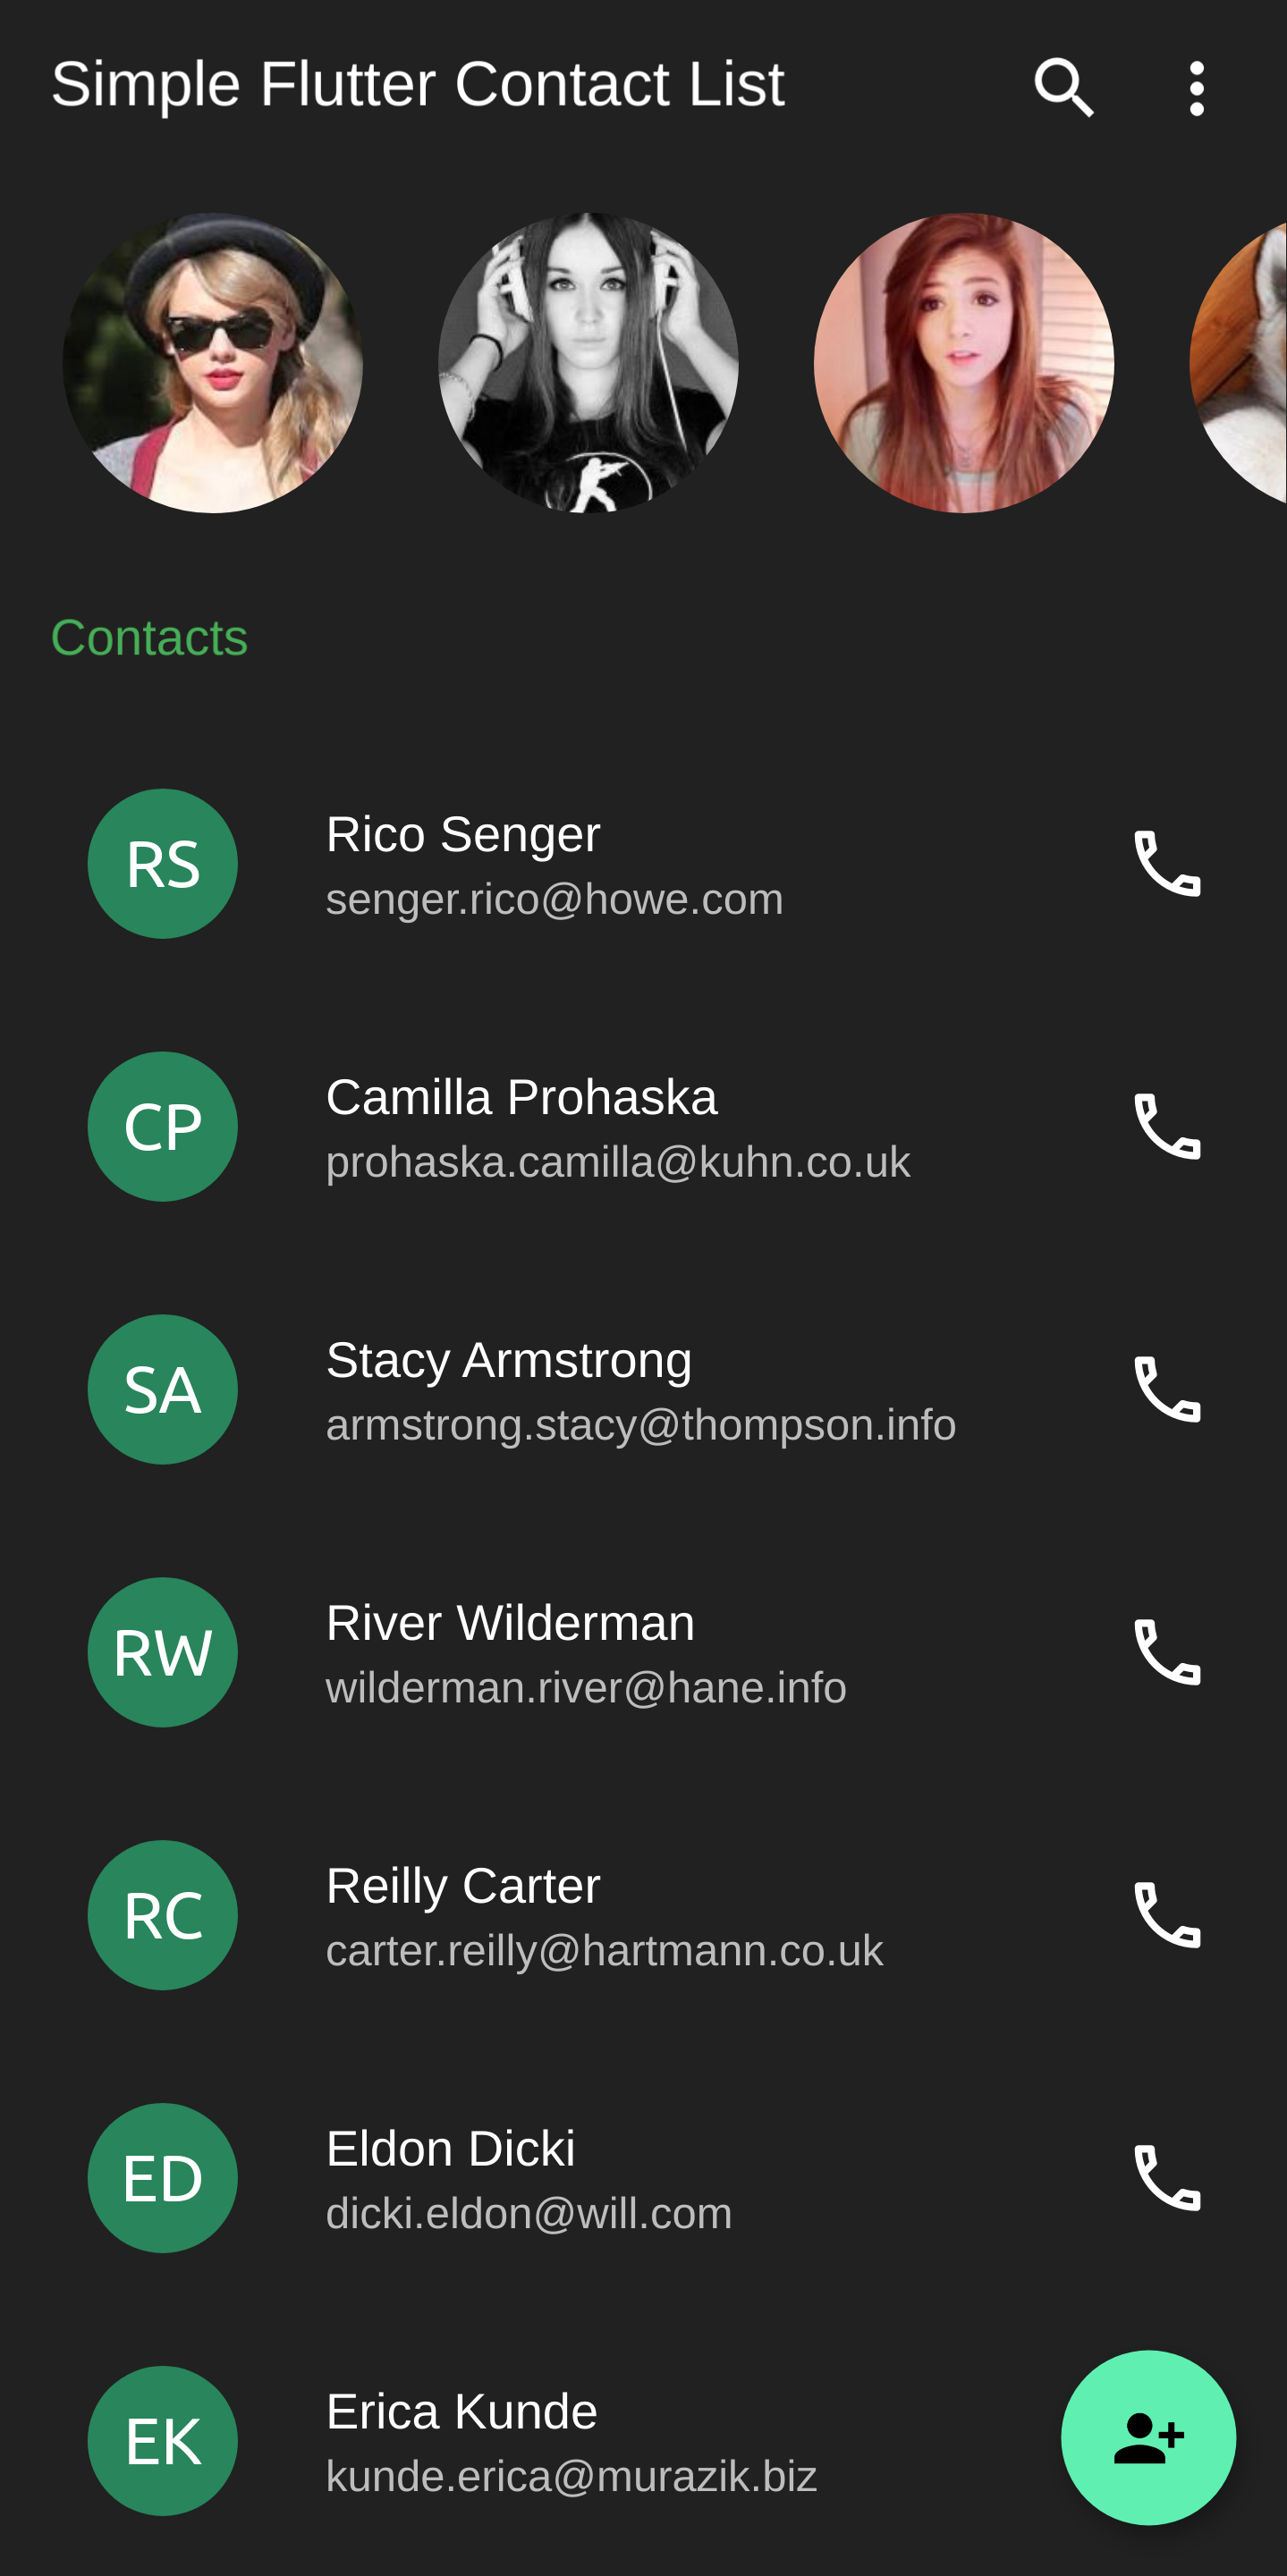 Simple Flutter Contact List
Contacts
RS
Rico Senger
senger.rico@howe.com
CP
Camilla Prohaska
prohaska.camilla@kuhn.co.uk
SA
Stacy Armstrong
armstrong.stacy@thompson.info
RW
River Wilderman
wilderman.river@hane.info
RC
Reilly Carter
carter.reilly@hartmann.co.uk
ED
Eldon Dicki
dicki.eldon@will.com
EK
Erica Kunde
kunde.erica@murazik.biz